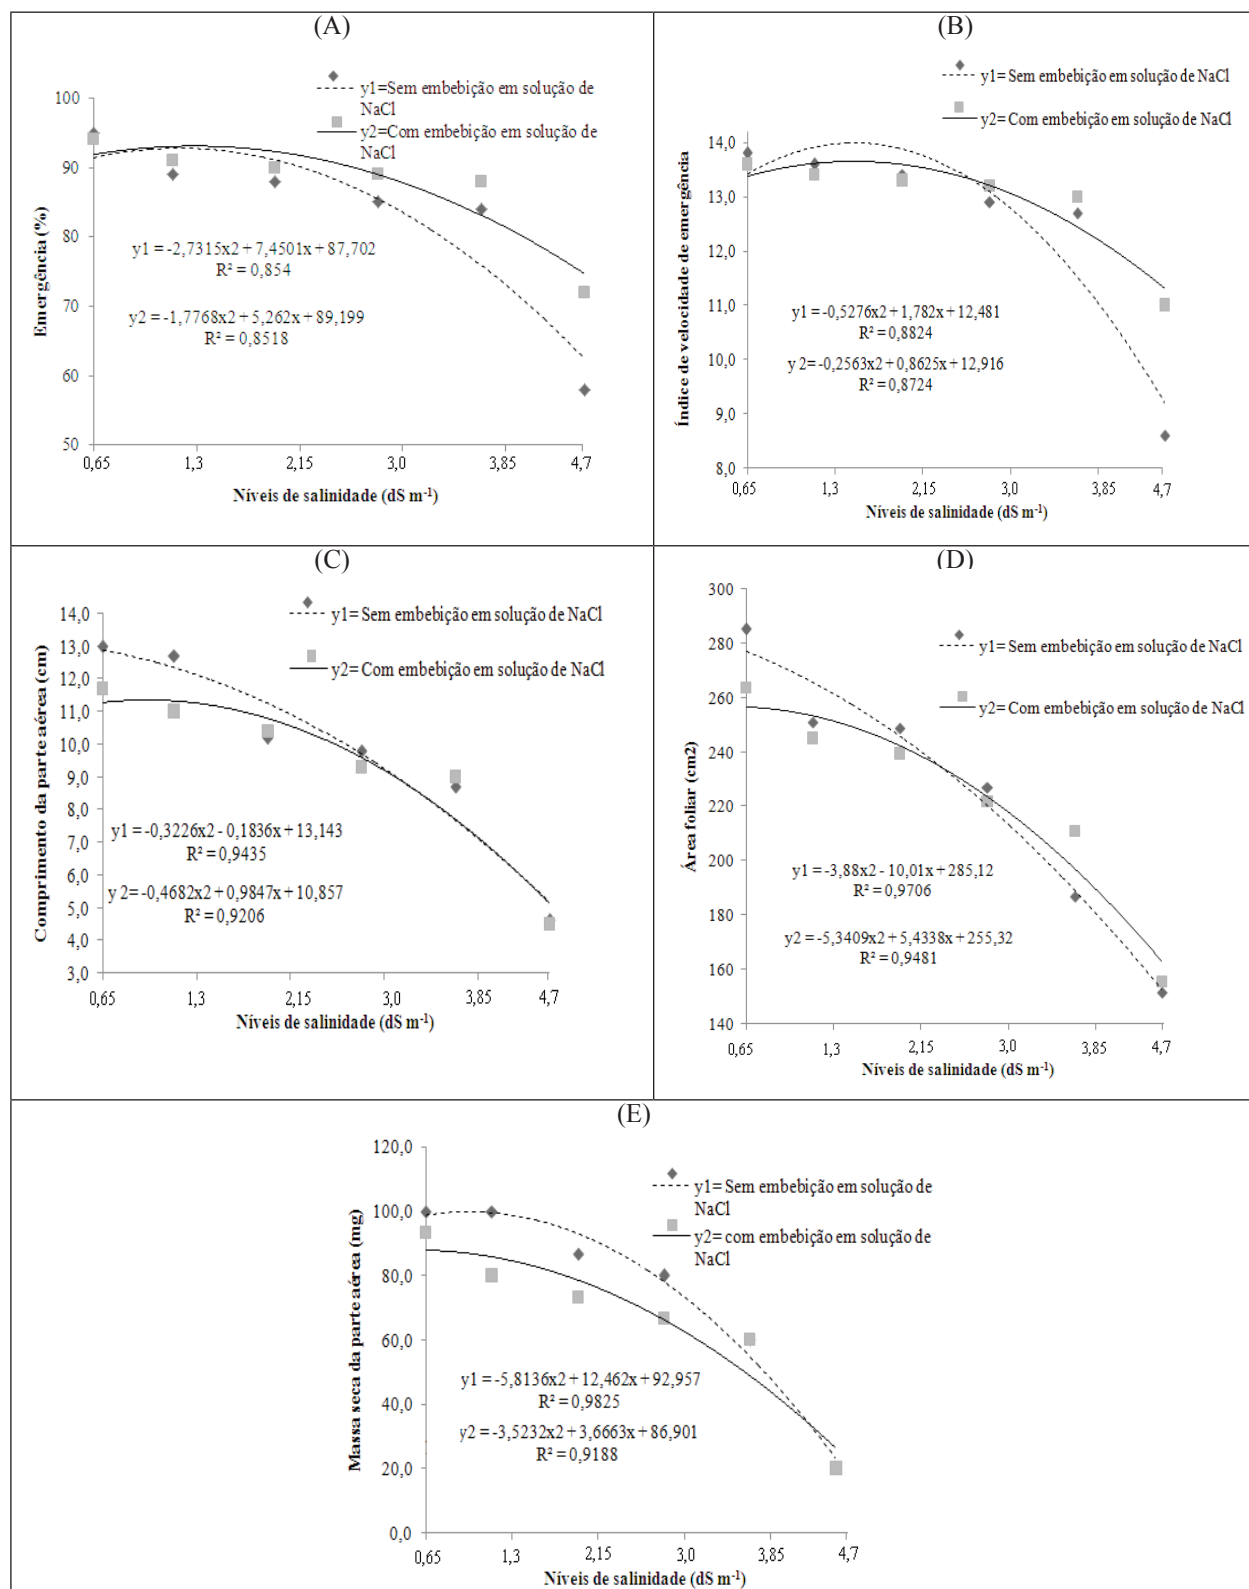 (A)
y1=Sem embebição em solução de
NaCl
y2=Com embebição em solução de
NaCl
100
90
80
70
60
50
Emergência (%)
y1 = -2,7315x2 + 7,4501x + 87,702
R² = 0,854
y2 = -1,7768x2 + 5,262x + 89,199
R² = 0,8518
0,65 1,3 2,15 3,0 3,85 4,7
Níveis de salinidade (dS m⁻¹)
(B)
y1= Sem embebição em solução de NaCl
y2= Com embebição em solução de NaCl
14,0
13,0
12,0
11,0
10,0
9,0
8,0
Índice de velocidade de emergência
y1 = -0,5276x2 + 1,782x + 12,481
R² = 0,8824
y 2= -0,2563x2 + 0,8625x + 12,916
R² = 0,8724
0,65 1,3 2,15 3,0 3,85 4,7
Níveis de salinidade (dS m⁻¹)
(C)
y1= Sem embebição em solução de NaCl
y2= Com embebição em solução de NaCl
14,0
13,0
12,0
11,0
10,0
9,0
8,0
7,0
6,0
5,0
4,0
3,0
Comprimento da parte aérea (cm)
y1 = -0,3226x2 - 0,1836x + 13,143
R² = 0,9435
y 2= -0,4682x2 + 0,9847x + 10,857
R² = 0,9206
0,65 1,3 2,15 3,0 3,85 4,7
Níveis de salinidade (dS m⁻¹)
(D)
y1= Sem embebição em solução de NaCl
y2= Com embebição em solução de NaCl
300
280
260
240
220
200
180
160
140
Área foliar (cm2)
y1 = -3,88x2 - 10,01x + 285,12
R² = 0,9706
y2 = -5,3409x2 + 5,4338x + 255,32
R² = 0,9481
0,65 1,3 2,15 3,0 3,85 4,7
Níveis de salinidade (dS m⁻¹)
(E)
y1= Sem embebição em solução de
NaCl
y2= com embebição em solução de
NaCl
120,0
100,0
80,0
60,0
40,0
20,0
0,0
Massa seca da parte aérea (mg)
y1 = -5,8136x2 + 12,462x + 92,957
R² = 0,9825
y2 = -3,5232x2 + 3,6663x + 86,901
R² = 0,9188
0,65 1,3 2,15 3,0 3,85 4,7
Níveis de salinidade (dS m⁻¹)